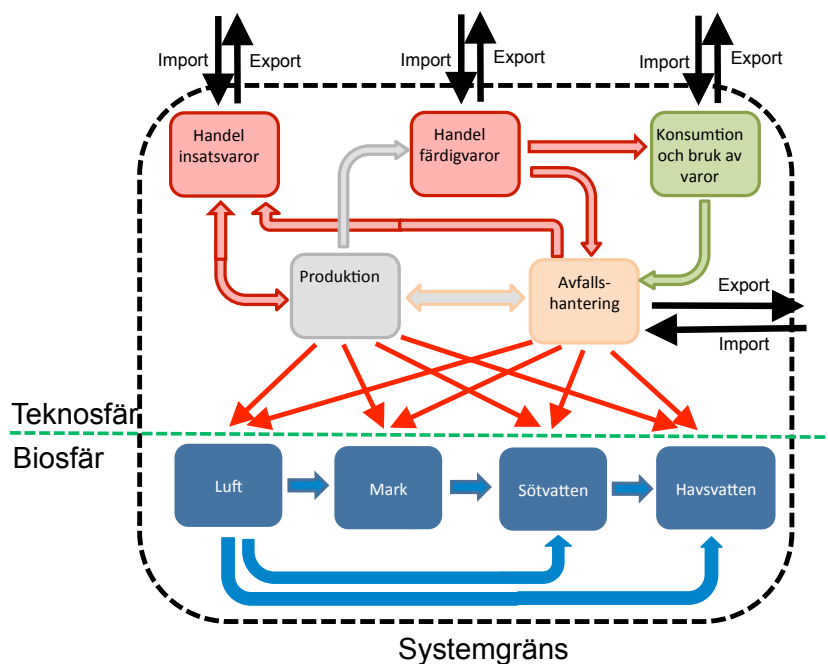 Import
Export
Import
Export
Import
Export
Handel
insatsvaror
Handel
färdigvaror
Konsumtion
och bruk av
varor
Produktion
Avfalls-
hantering
Export
Import
Teknosfär
Biosfär
Luft
Mark
Sötvatten
Havsvatten
Systemgräns